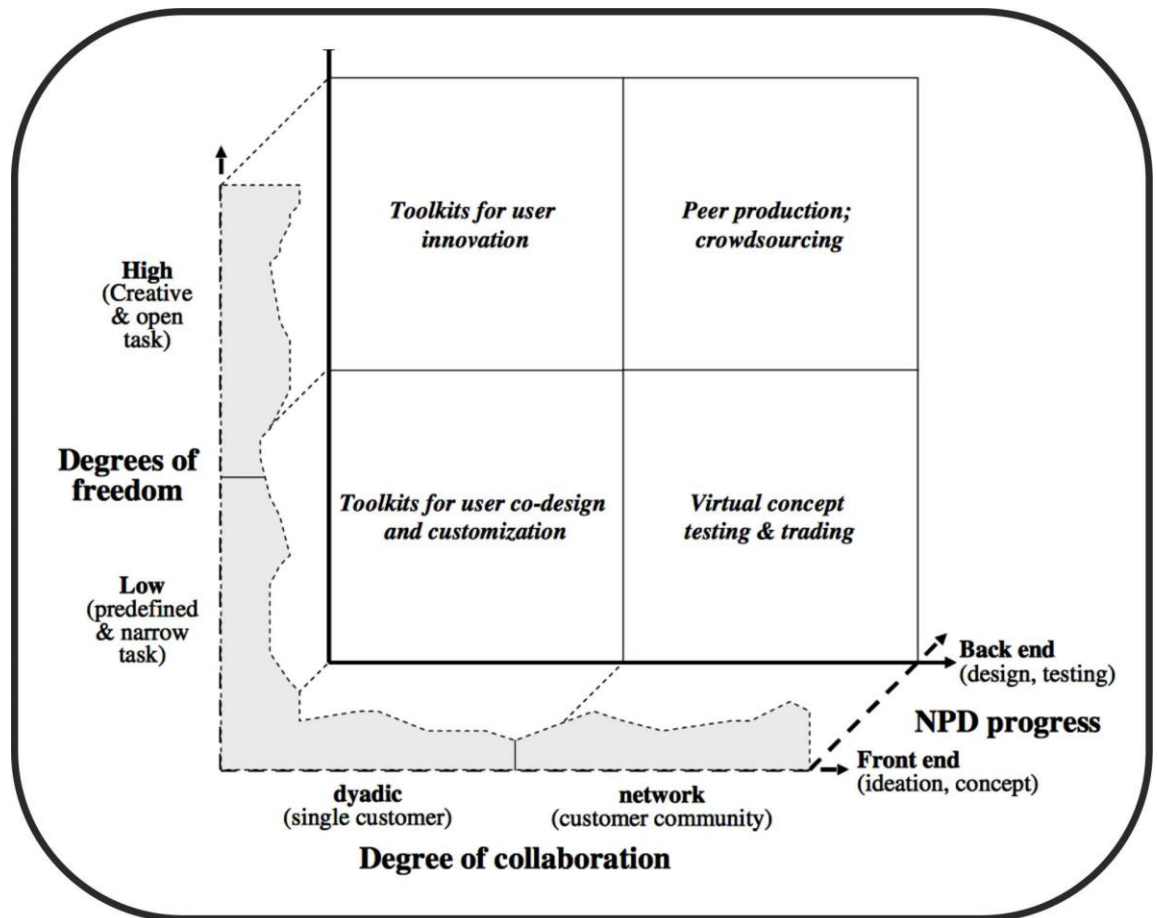 Toolkits for user
innovation
Peer production;
crowdsourcing
High
(Creative
& open
task)
Degrees of
freedom
Toolkits for user co-design
and customization
Virtual concept
testing & trading
Low
(predefined
& narrow
task)
Back end
(design, testing)
NPD progress
Front end
(ideation, concept)
dyadic
(single customer)
network
(customer community)
Degree of collaboration